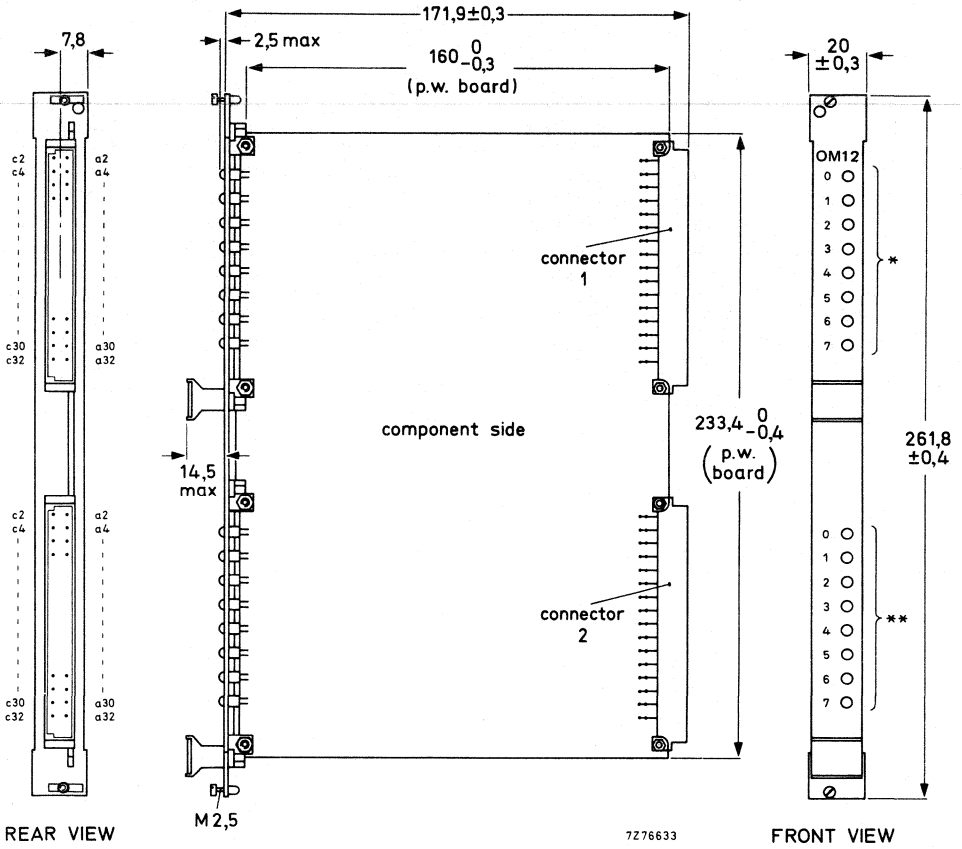 171,9±0,3
7,8
2,5 max
160 0 -0,3
(p.w. board)
20
±0,3
c2
c4
a2
a4
c30
c32
a30
a32
c2
c4
a2
a4
c30
c32
a30
a32
REAR VIEW
connector
1
component side
233,4 0 -0,4
(p.w.
board)
14,5
max
connector
2
M2,5
7Z76633
OM12
0
1
2
3
4
5
6
7
*
261,8
±0,4
0
1
2
3
4
5
6
7
**
FRONT VIEW